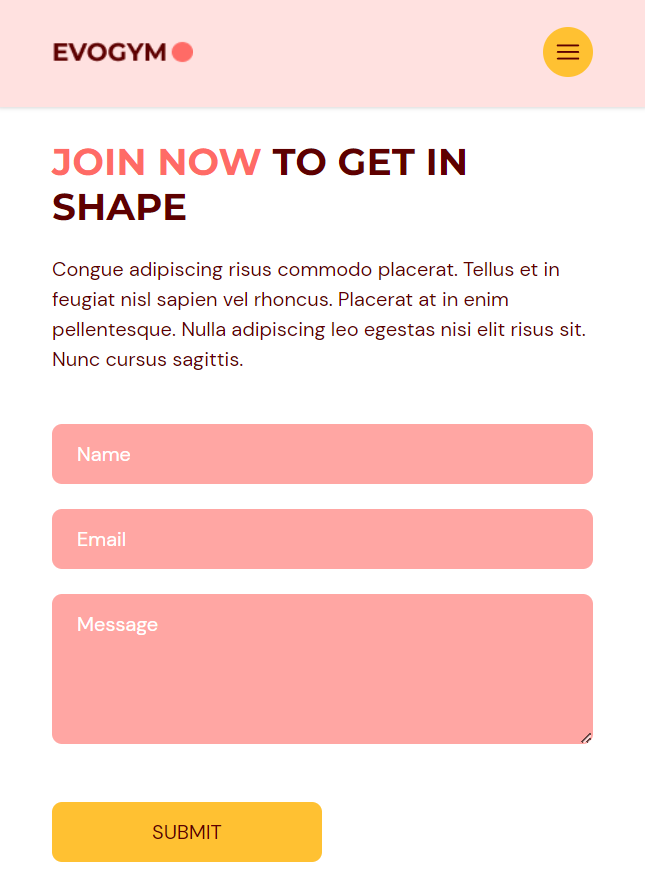 EVOGYM
JOIN NOW TO GET IN
SHAPE
Congue adipiscing risus commodo placerat. Tellus et in
feugiat nisl sapien vel rhoncus. Placerat at in enim
pellentesque. Nulla adipiscing leo egestas nisi elit risus sit.
Nunc cursus sagittis.
Name
Email
Message
SUBMIT